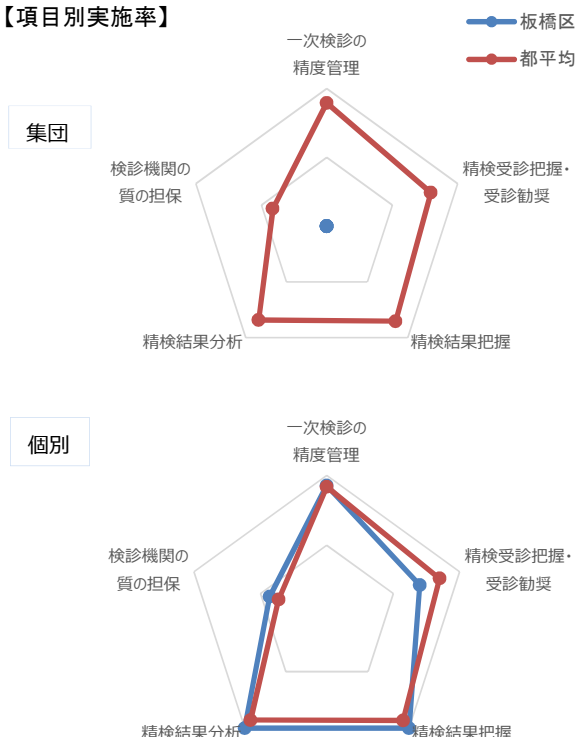 【項目別実施率】
板橋区
都平均
集団
一次検診の
精度管理
精検受診把握・
受診勧奨
精検結果把握
精検結果分析
検診機関の
質の担保
個別
一次検診の
精度管理
精検受診把握・
受診勧奨
精検結果把握
精検結果分析
検診機関の
質の担保